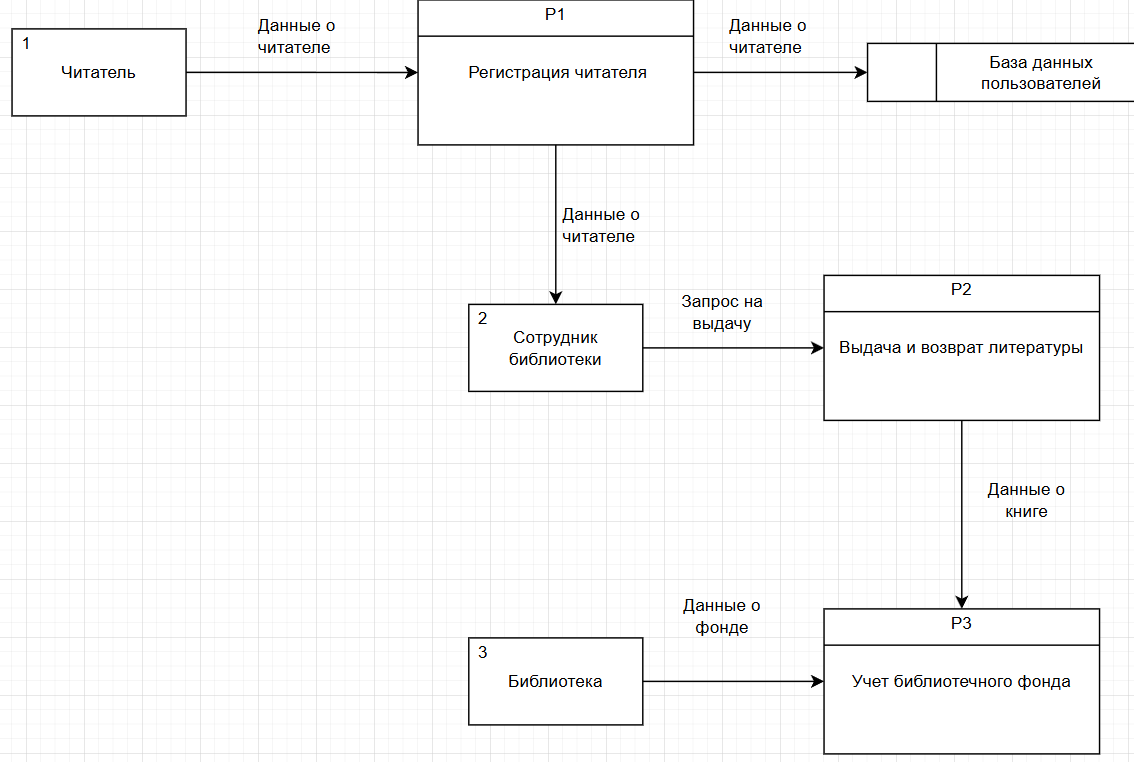 P1
Данные о
читателе
Данные о
читателе
1
Читатель
Регистрация читателя
База данных
пользователей
Данные о
читателе
2
Сотрудник
библиотеки
Запрос на
выдачу
P2
Выдача и возврат литературы
Данные о
книге
Данные о
фонде
P3
3
Библиотека
Учет библиотечного фонда